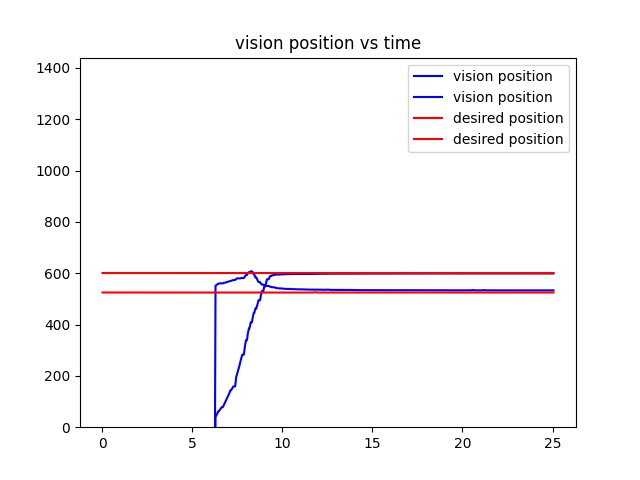 vision position vs time
1400
1200
1000
800
600
400
200
0
vision position
vision position
desired position
desired position
0 5 10 15 20 25